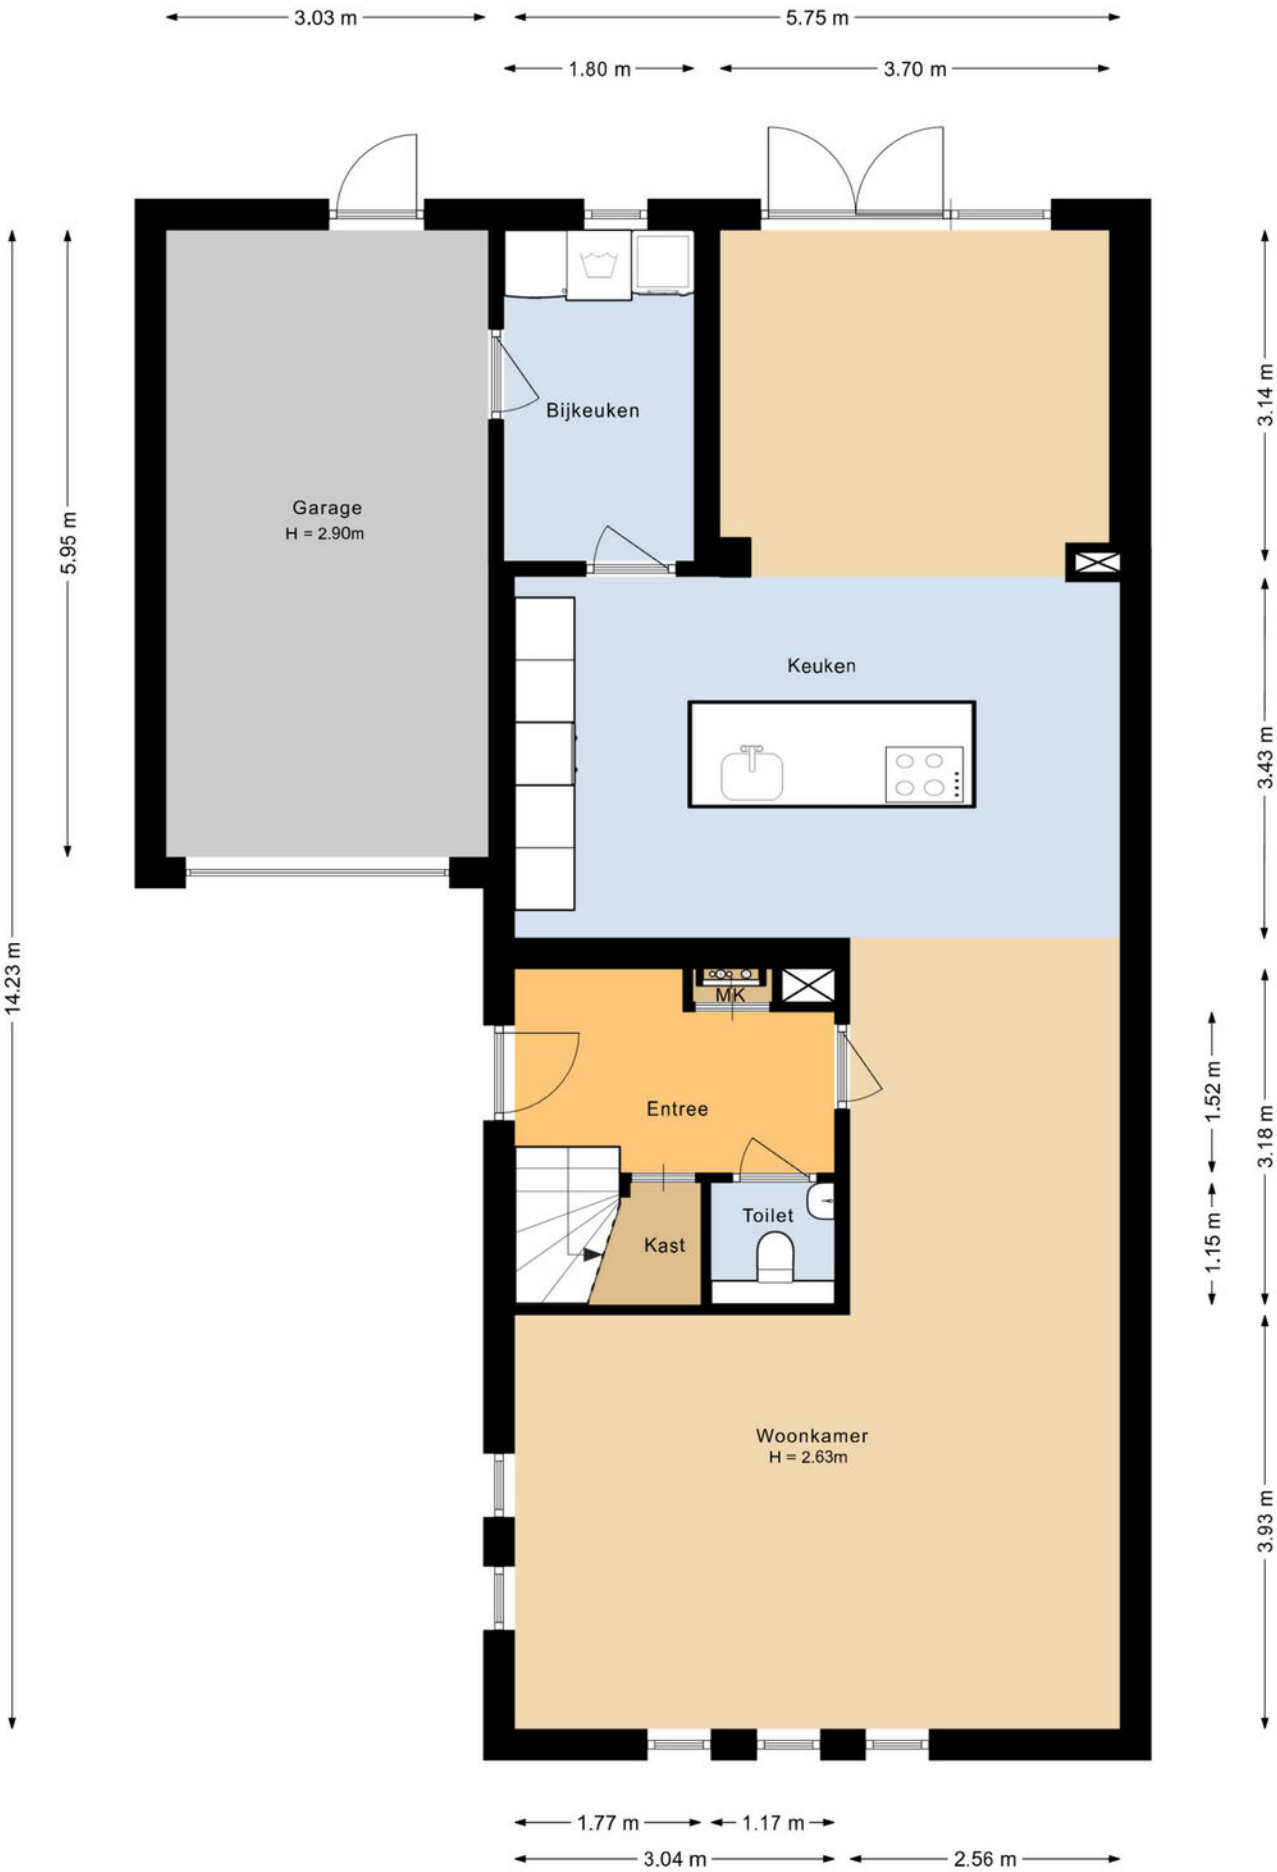 3.03 m
5.75 m
1.80 m
3.70 m
3.14 m
Bijkeuken
Garage
H = 2.90m
5.95 m
Keuken
3.43 m
14.23 m
MK
1.52 m
Entree
3.18 m
Toilet
Kast
1.15 m
Woonkamer
H = 2.63m
3.93 m
1.77 m
1.17 m
3.04 m
2.56 m